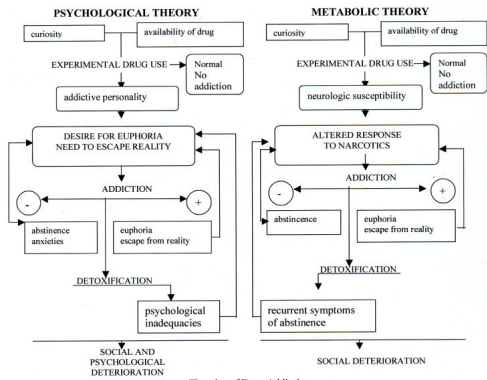 PSYCHOLOGICAL THEORY
curiosity
availability of drug
EXPERIMENTAL DRUG USE
Normal
No
addiction
addictive personality
DESIRE FOR EUPHORIA
NEED TO ESCAPE REALITY
ADDICTION
-
+
abstinence
anxieties
euphoria
escape from reality
DETOXIFICATION
psychological
inadequacies
SOCIAL AND
PSYCHOLOGICAL
DETERIORATION
METABOLIC THEORY
curiosity
availability of drug
EXPERIMENTAL DRUG USE
Normal
No
addiction
neurologic susceptibility
ALTERED RESPONSE
TO NARCOTICS
ADDICTION
-
+
abstincence
euphoria
escape from reality
DETOXIFICATION
recurrent symptoms
of abstinence
SOCIAL DETERIORATION